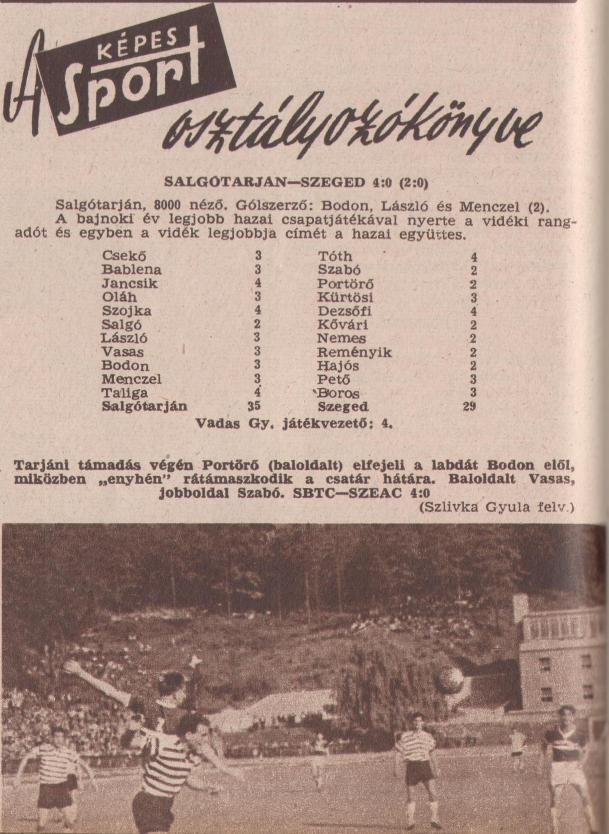 A KÉPES
Sport
osztályozókönyve
SALGÓTARJAN—SZEGED 4:0 (2:0)
Salgótarján, 8000 néző. Gólszerző: Bodon, László és Menczel (2).
A bajnoki év legjobb hazai csapatjátékával nyerte a vidéki rang-
adót és egyben a vidék legjobbja címét a hazai együttes.
Csekő 3 Tóth 4
Bablena 3 Szabó 2
Jancsik 4 Portörő 2
Oláh 3 Kürtösi 3
Szojka 4 Dezsőfi 4
Salgó 2 Kővári 2
László 3 Nemes 2
Vasas 3 Reményik 2
Bodon 3 Hajós 2
Menczel 3 Pető 3
Taliga 4 Boros 3
Salgótarján 35 Szeged 29
Vadas Gy. játékvezető: 4.
Tarjáni támadás végén Portörő (baloldalt) elfejeli a labdát Bodon elől,
miközben „enyhén” rátámaszkodik a csatár hátára. Baloldalt Vasas,
jobboldal Szabó. SBTC—SZEAC 4:0
(Szlivka Gyula felv.)